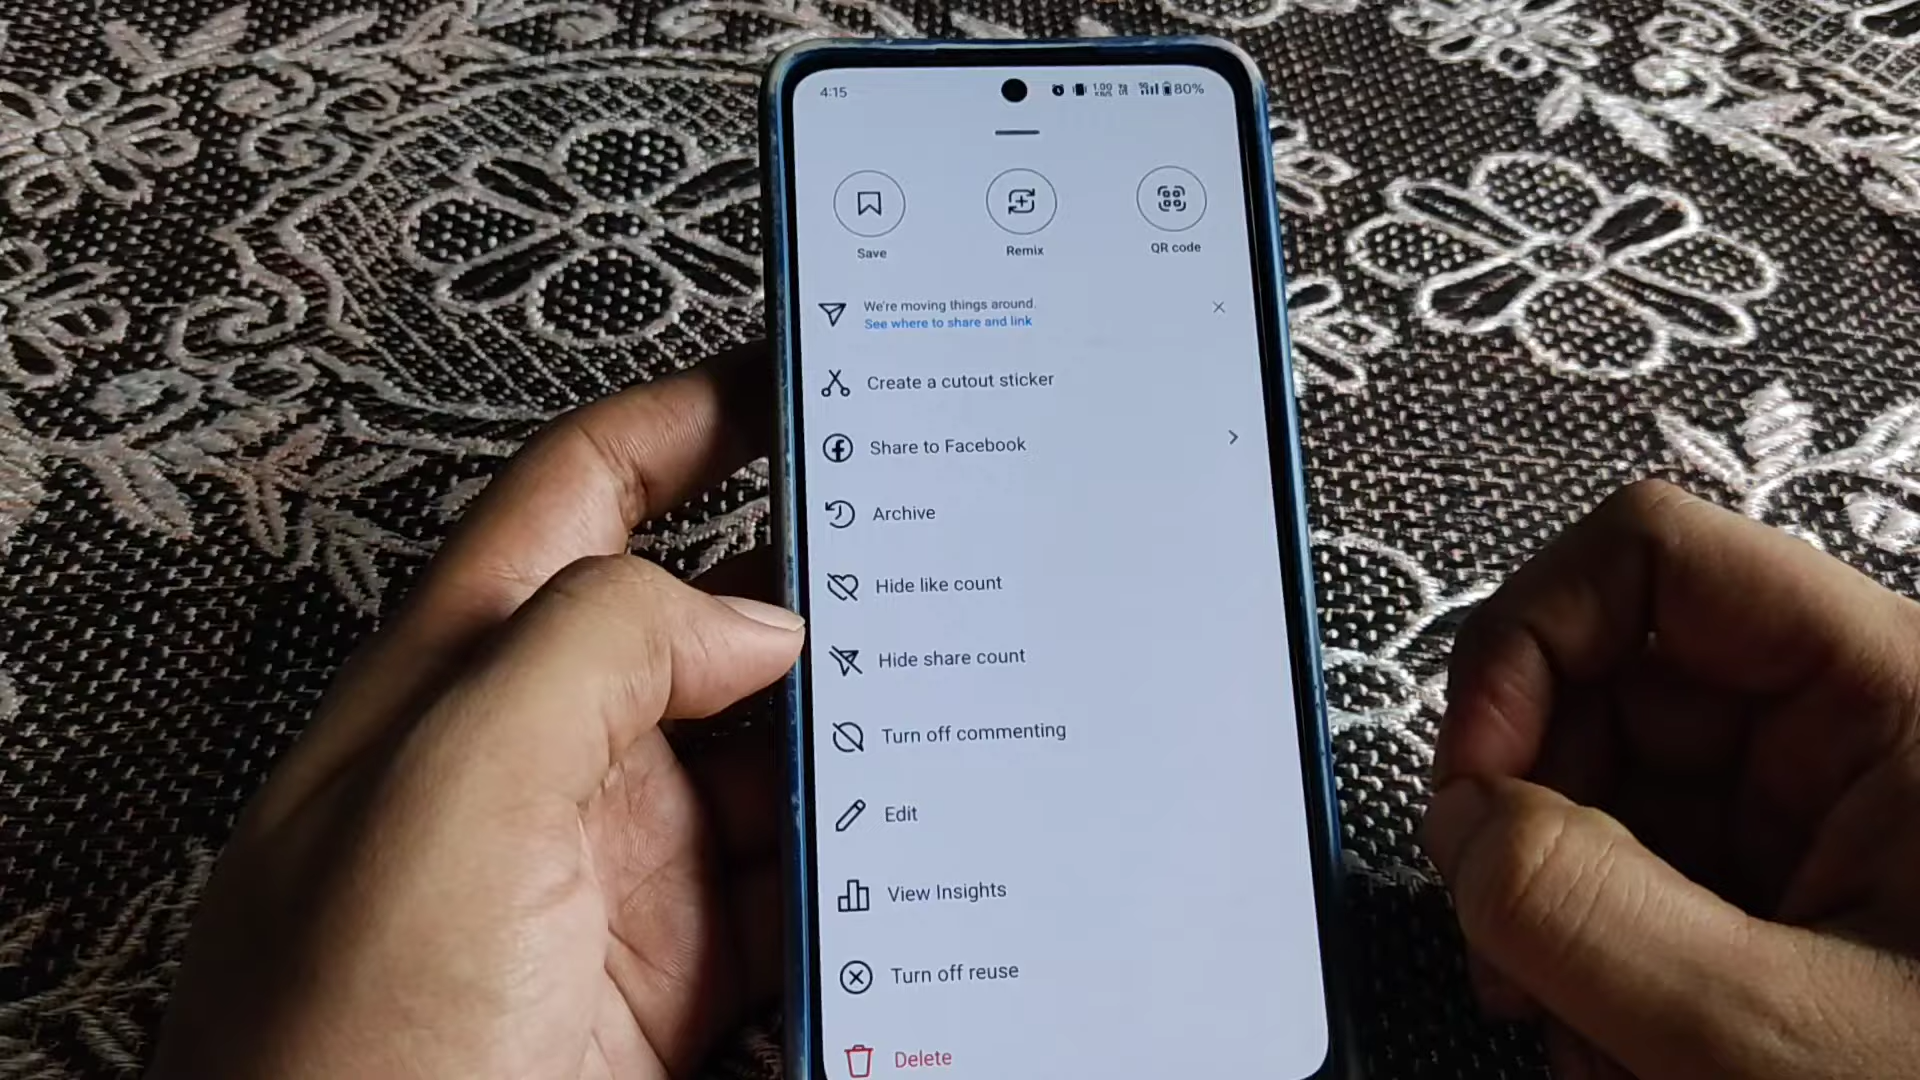 4:15
80%
Save
Remix
QR code
We're moving things around.
See where to share and link
Create a cutout sticker
Share to Facebook
Archive
Hide like count
Hide share count
Turn off commenting
Edit
View Insights
Turn off reuse
Delete